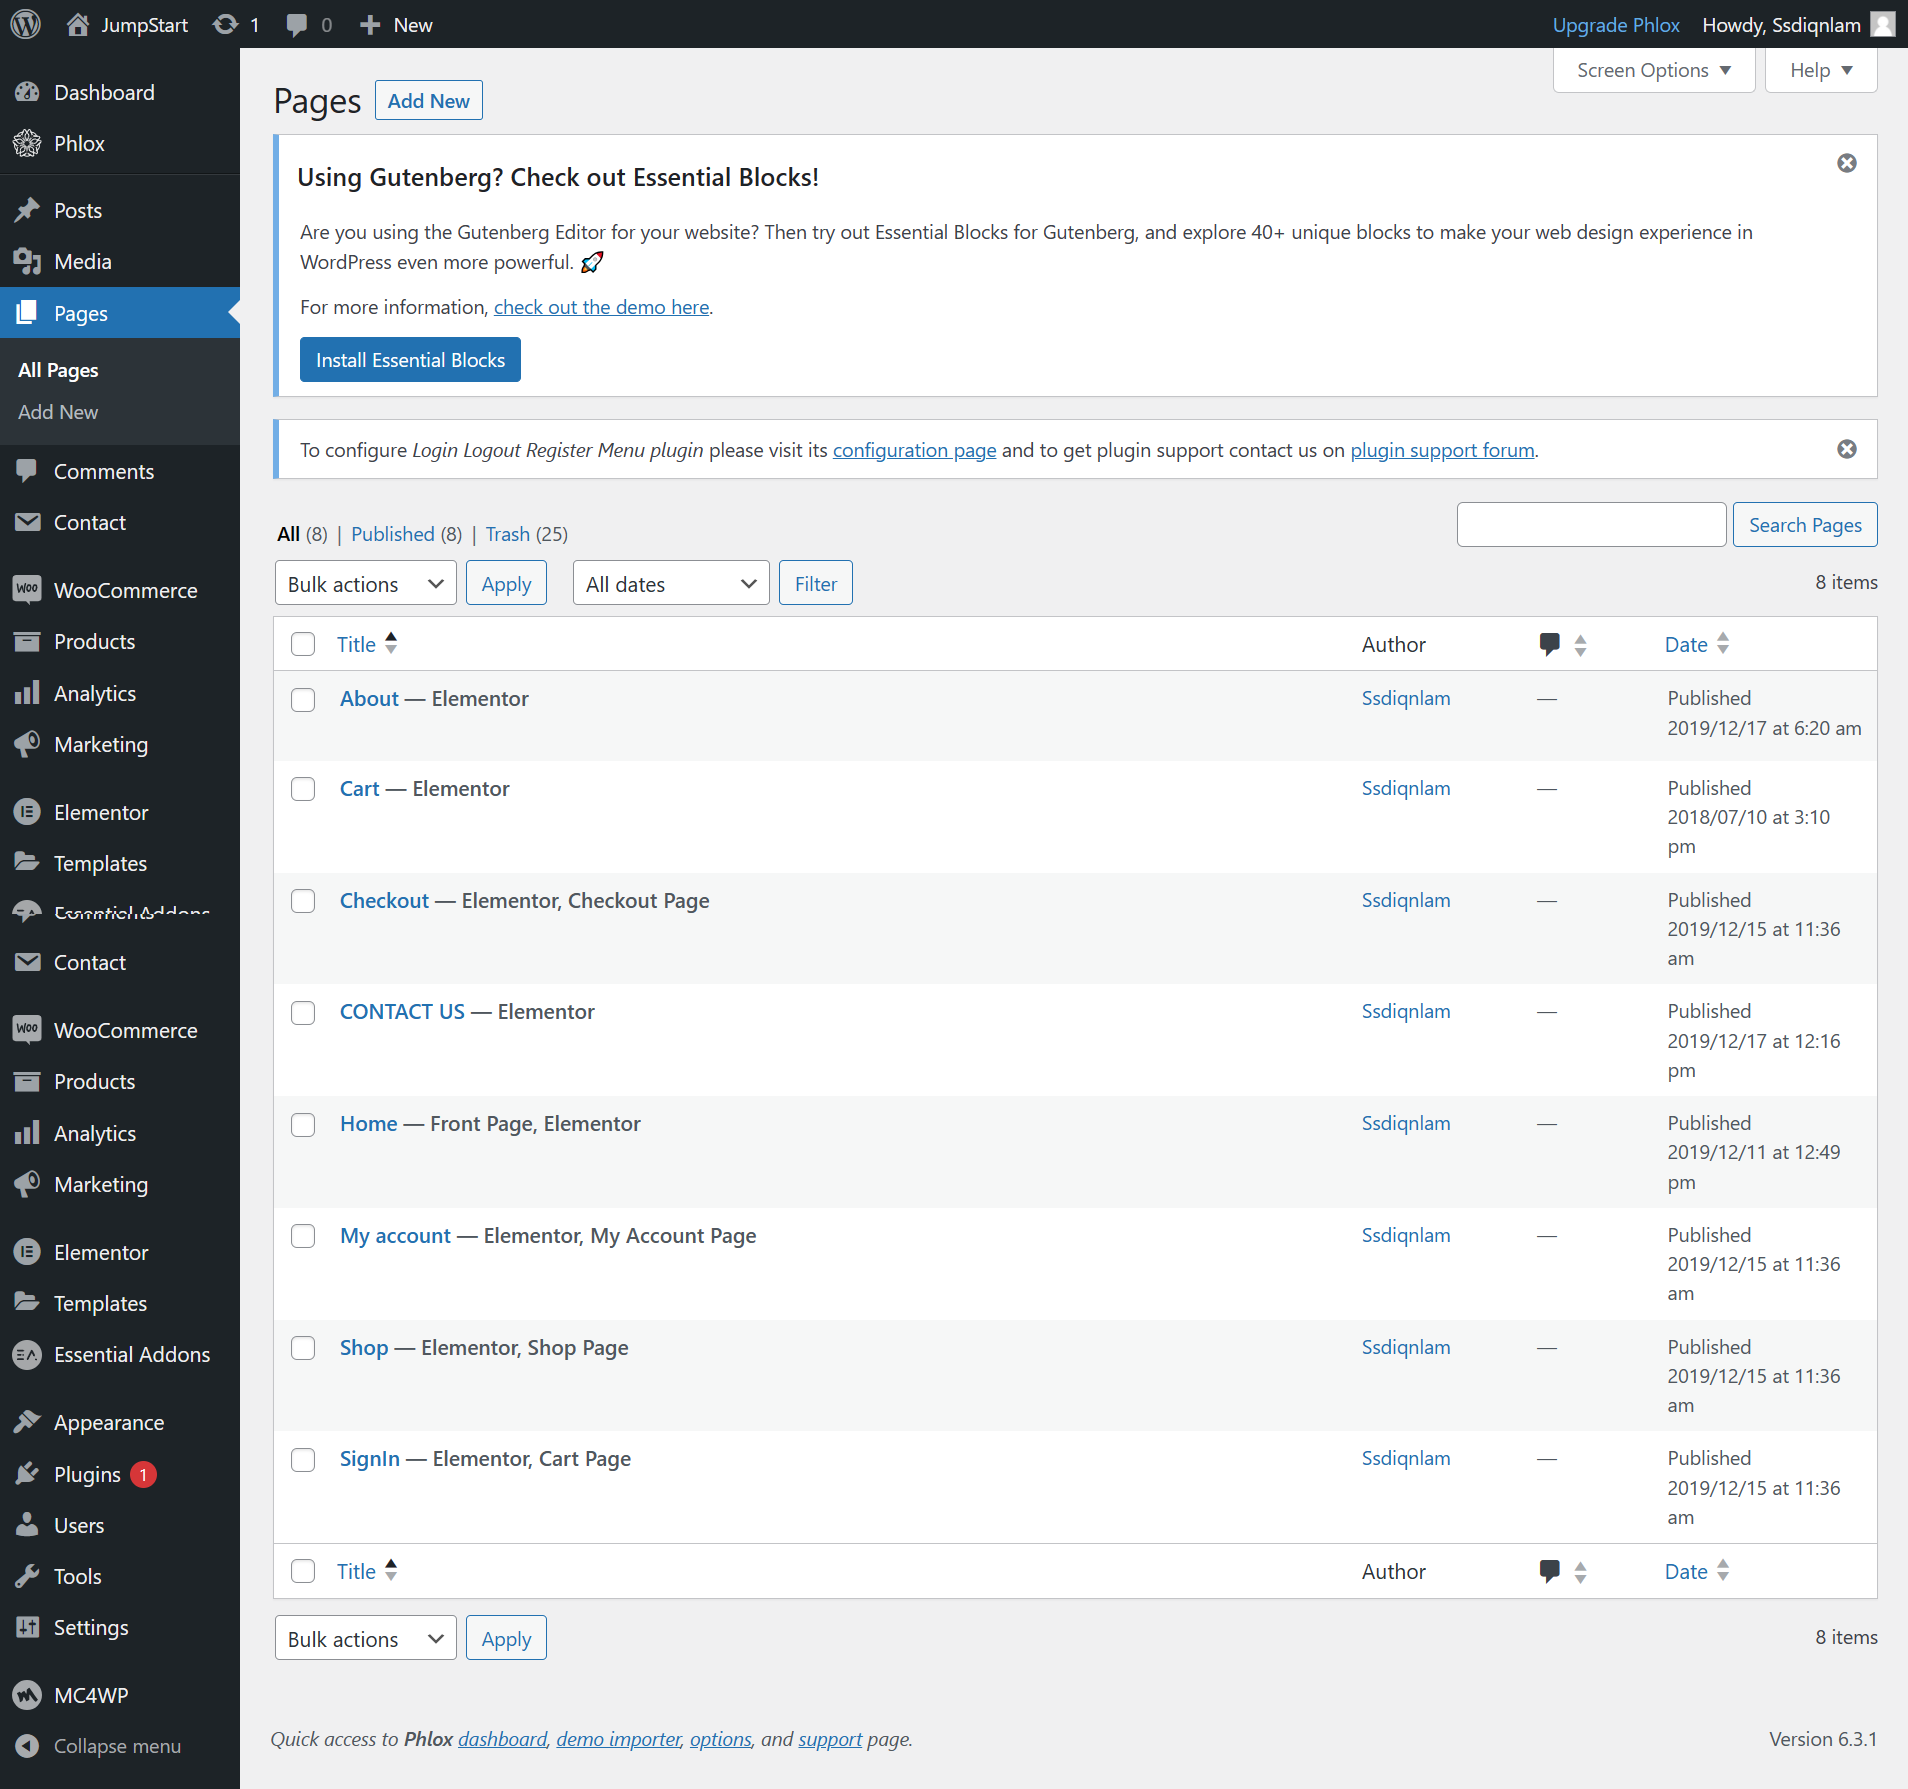 JumpStart 1 0 New Upgrade Phlox Howdy, Ssdiqnlam
Dashboard
Phlox
Posts
Media
Pages
All Pages
Add New
Comments
Contact
WooCommerce
Products
Analytics
Marketing
Elementor
Templates
Essential Addons
Contact
WooCommerce
Products
Analytics
Marketing
Elementor
Templates
Essential Addons
Appearance
Plugins 1
Users
Tools
Settings
MC4WP
Collapse menu
Screen Options Help
Pages Add New
Using Gutenberg? Check out Essential Blocks!
Are you using the Gutenberg Editor for your website? Then try out Essential Blocks for Gutenberg, and explore 40+ unique blocks to make your web design experience in
WordPress even more powerful. 🚀
For more information, check out the demo here.
Install Essential Blocks
To configure Login Logout Register Menu plugin please visit its configuration page and to get plugin support contact us on plugin support forum.
All (8) | Published (8) | Trash (25)
Search Pages
Bulk actions Apply All dates Filter 8 items
Title Author Date
About — Elementor Ssdiqnlam — Published
2019/12/17 at 6:20 am
Cart — Elementor Ssdiqnlam — Published
2018/07/10 at 3:10
pm
Checkout — Elementor, Checkout Page Ssdiqnlam — Published
2019/12/15 at 11:36
am
CONTACT US — Elementor Ssdiqnlam — Published
2019/12/17 at 12:16
pm
Home — Front Page, Elementor Ssdiqnlam — Published
2019/12/11 at 12:49
pm
My account — Elementor, My Account Page Ssdiqnlam — Published
2019/12/15 at 11:36
am
Shop — Elementor, Shop Page Ssdiqnlam — Published
2019/12/15 at 11:36
am
SignIn — Elementor, Cart Page Ssdiqnlam — Published
2019/12/15 at 11:36
am
Title Author Date
Bulk actions Apply 8 items
Quick access to Phlox dashboard, demo importer, options, and support page. Version 6.3.1